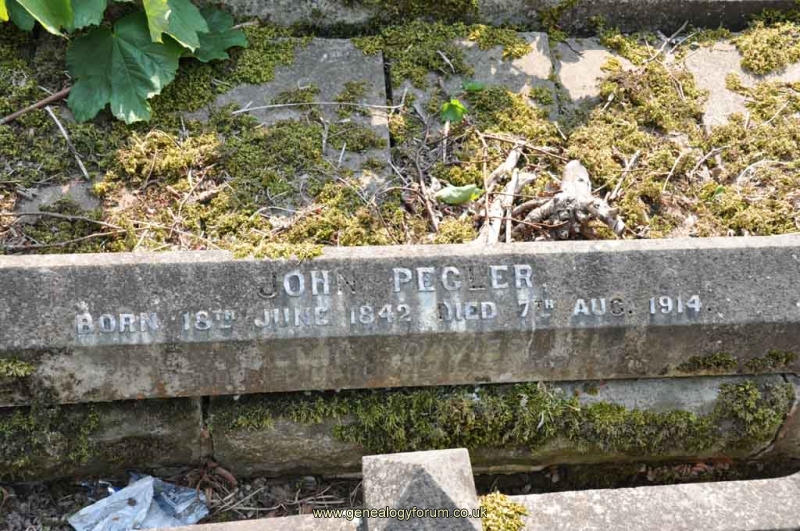 JOHN PEGLER.
BORN 18TH JUNE 1842 DIED 7TH AUG. 1914.
www.genealogyforum.co.uk